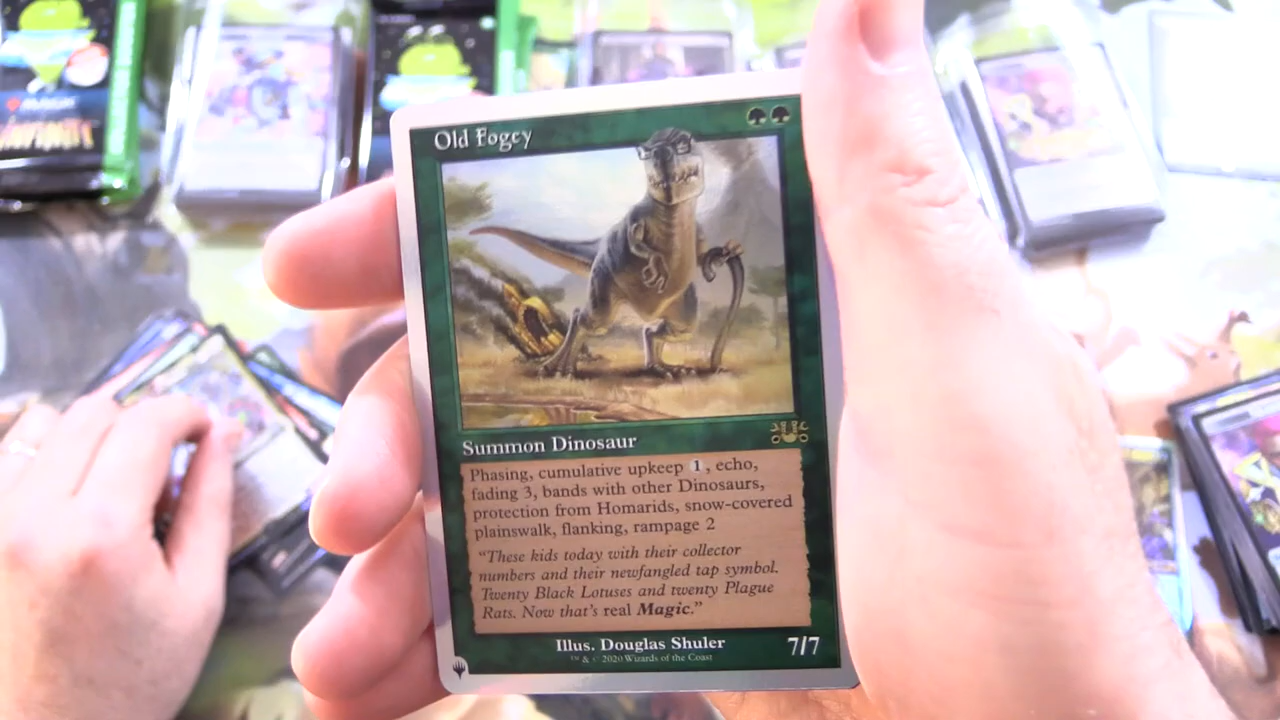 MAGIC
Old Fogey
Summon Dinosaur
Phasing, cumulative upkeep 1, echo,
fading 3, bands with other Dinosaurs,
protection from Homarids, snow-covered
plainswalk, flanking, rampage 2
“These kids today with their collector
numbers and their newfangled tap symbol.
Twenty Black Lotuses and twenty Plague
Rats. Now that’s real Magic.”
Illus. Douglas Shuler
7/7
™ & © 2020 Wizards of the Coast